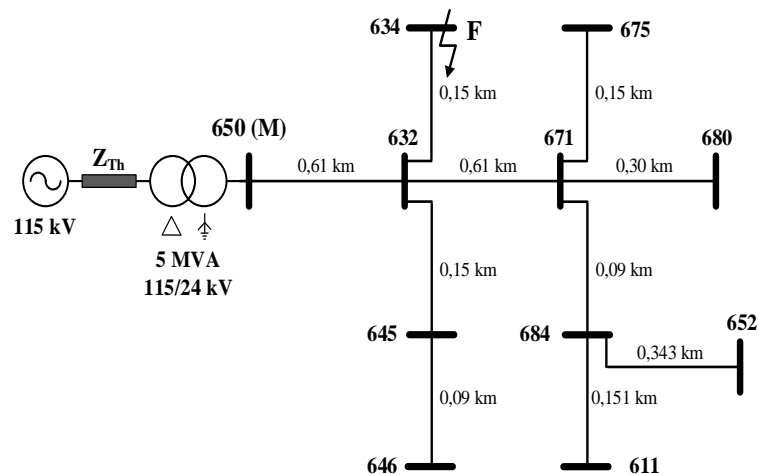 634
F
675
0,15 km
0,15 km
650 (M)
632
671
680
Z_Th
0,61 km
0,61 km
0,30 km
115 kV
5 MVA
115/24 kV
0,15 km
0,09 km
645
684
652
0,343 km
0,09 km
0,151 km
646
611